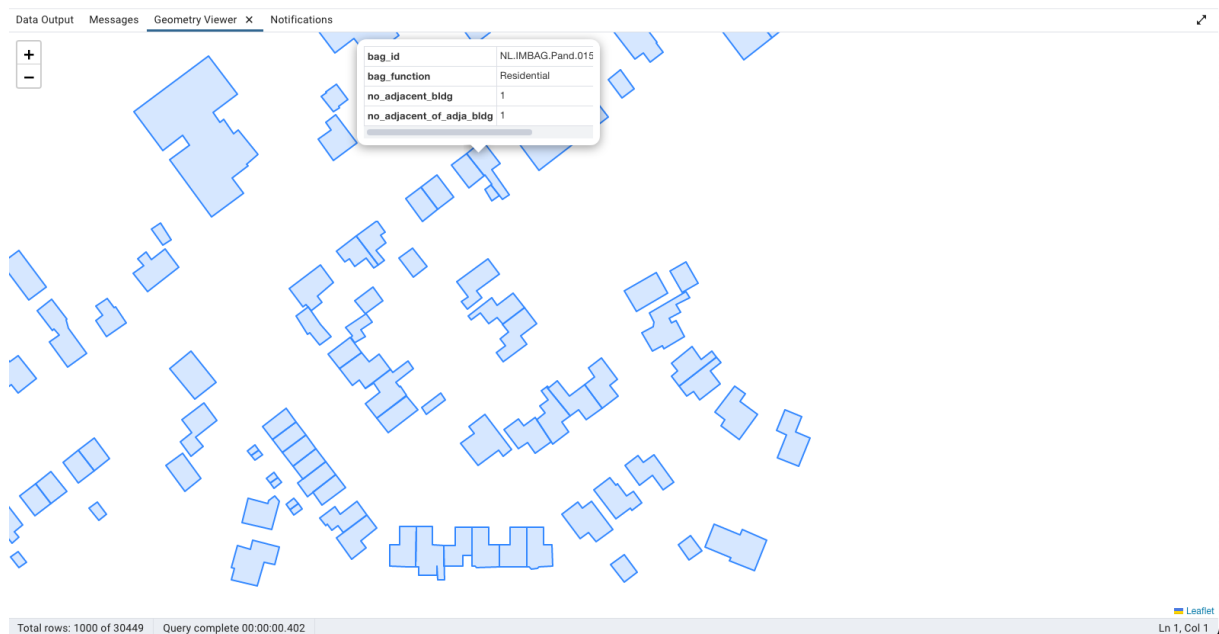 Data Output Messages Geometry Viewer × Notifications
+
−
bag_id NL.IMBAG.Pand.015
bag_function Residential
no_adjacent_bldg 1
no_adjacent_of_adja_bldg 1
Leaflet
Total rows: 1000 of 30449 Query complete 00:00:00.402 Ln 1, Col 1